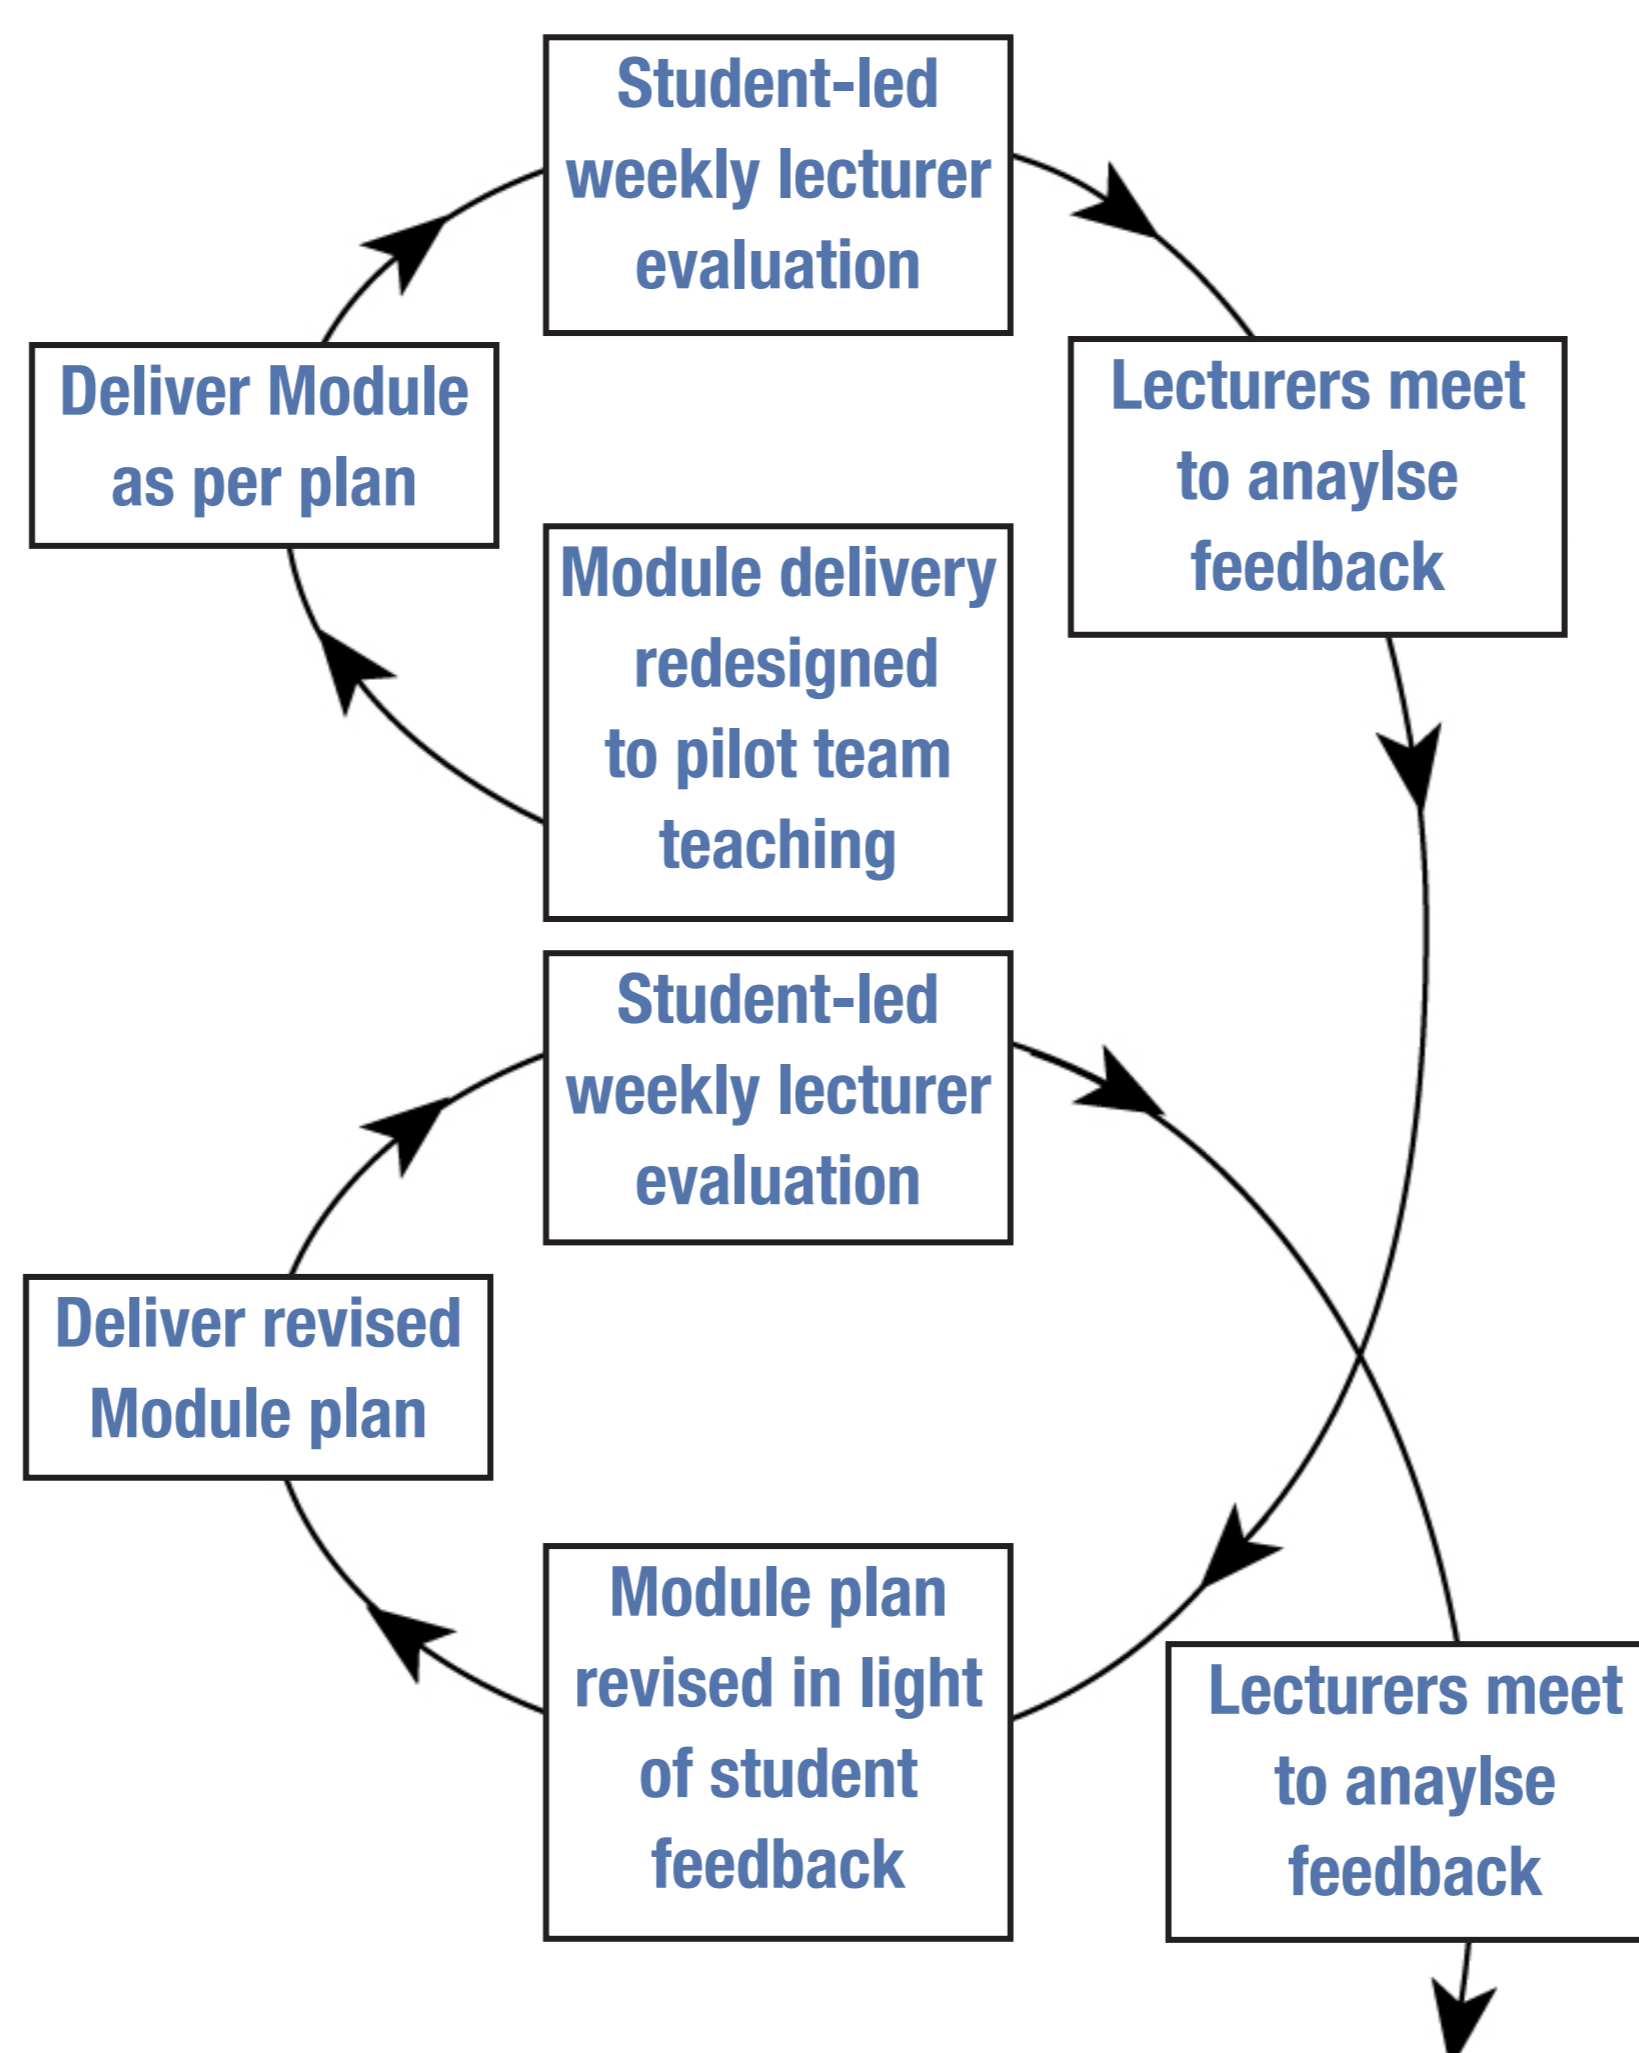 Student-led
weekly lecturer
evaluation
Deliver Module
as per plan
Lecturers meet
to anaylse
feedback
Module delivery
redesigned
to pilot team
teaching
Student-led
weekly lecturer
evaluation
Deliver revised
Module plan
Module plan
revised in light
of student
feedback
Lecturers meet
to anaylse
feedback